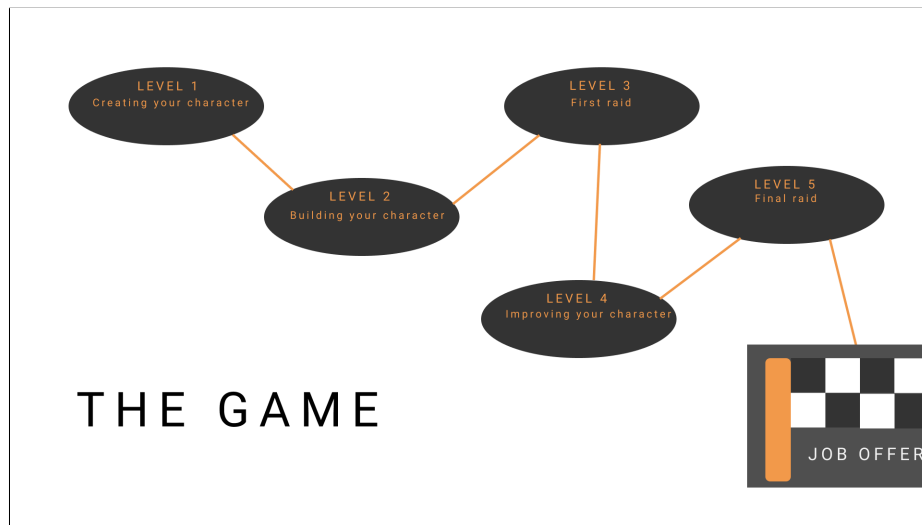 LEVEL 1
Creating your character
LEVEL 2
Building your character
LEVEL 3
First raid
LEVEL 4
Improving your character
LEVEL 5
Final raid
THE GAME
JOB OFFER